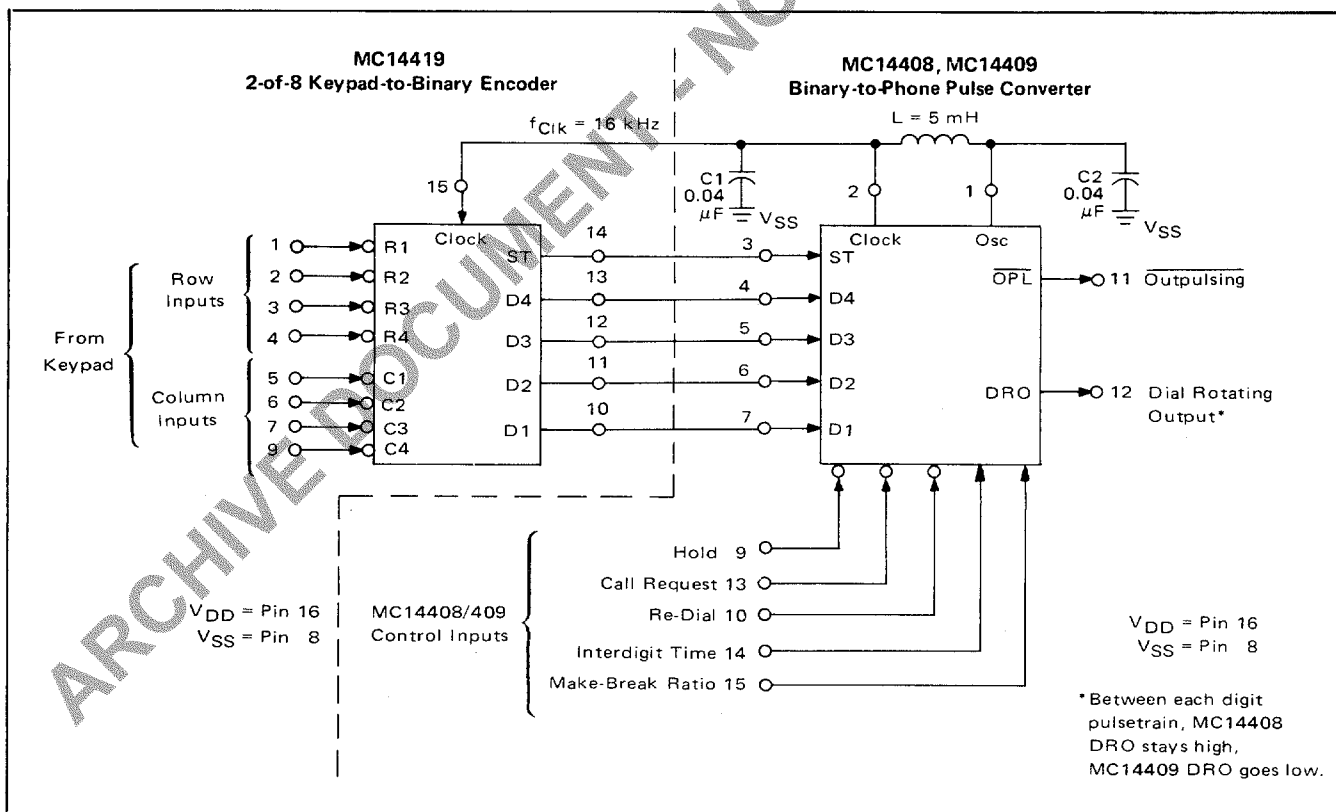 ARCHIVE DOCUMENT - NO
MC14419
2-of-8 Keypad-to-Binary Encoder
MC14408, MC14409
Binary-to-Phone Pulse Converter
fClk = 16 kHz
L = 5 mH
15
C1
0.04
µF
VSS
2
1
C2
0.04
µF
VSS
From
Keypad
Row
Inputs
Column
Inputs
1
2
3
4
5
6
7
9
Clock
R1
R2
R3
R4
C1
C2
C3
C4
ST
D4
D3
D2
D1
14
13
12
11
10
3
4
5
6
7
Clock
Osc
ST
D4
D3
D2
D1
OPL
DRO
11 Outpulsing
12 Dial Rotating
Output*
VDD = Pin 16
VSS = Pin 8
MC14408/409
Control Inputs
Hold 9
Call Request 13
Re-Dial 10
Interdigit Time 14
Make-Break Ratio 15
VDD = Pin 16
VSS = Pin 8
*Between each digit
pulsetrain, MC14408
DRO stays high,
MC14409 DRO goes low.